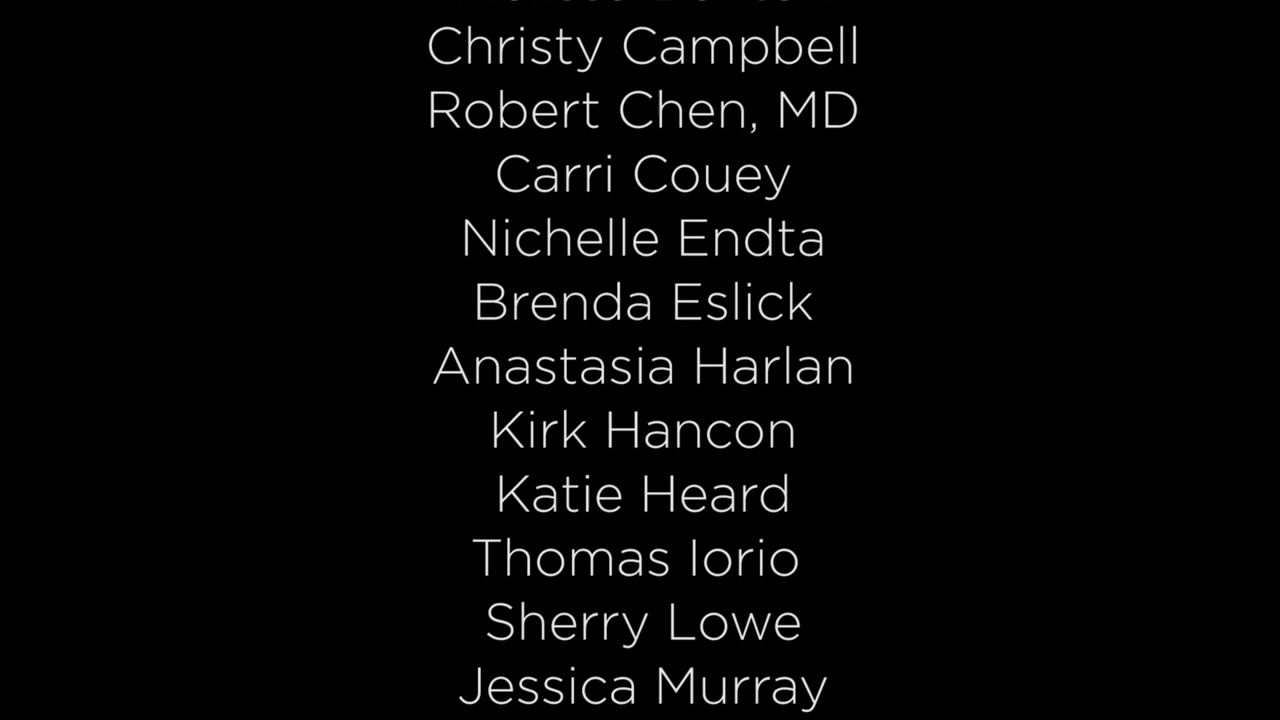 Christy Campbell
Robert Chen, MD
Carri Couey
Nichelle Endta
Brenda Eslick
Anastasia Harlan
Kirk Hancon
Katie Heard
Thomas Iorio
Sherry Lowe
Jessica Murray